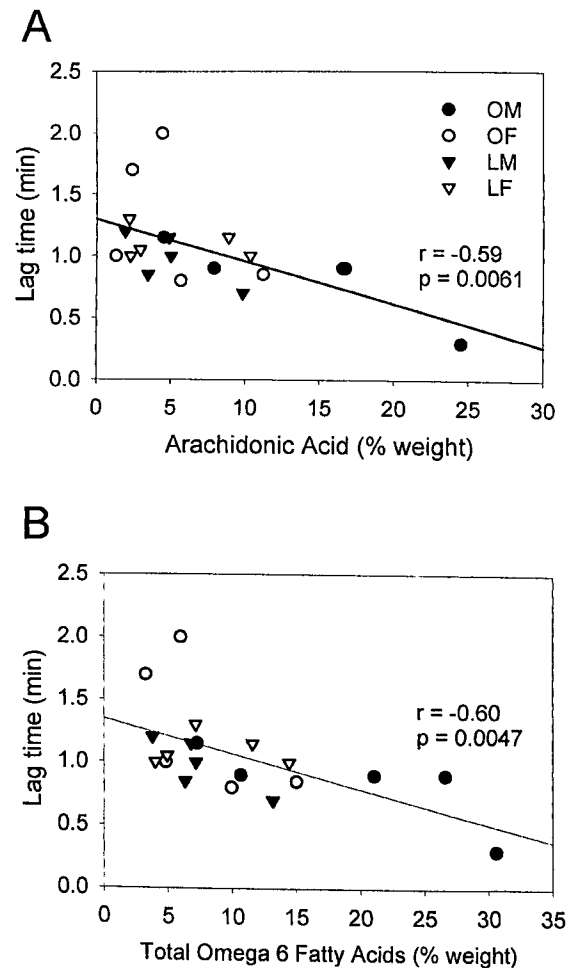 A
2.5
2.0
1.5
1.0
0.5
0.0
Lag time (min)
OM
OF
LM
LF
r = -0.59
p = 0.0061
0 5 10 15 20 25 30
Arachidonic Acid (% weight)
B
2.5
2.0
1.5
1.0
0.5
0.0
Lag time (min)
r = -0.60
p = 0.0047
0 5 10 15 20 25 30 35
Total Omega 6 Fatty Acids (% weight)